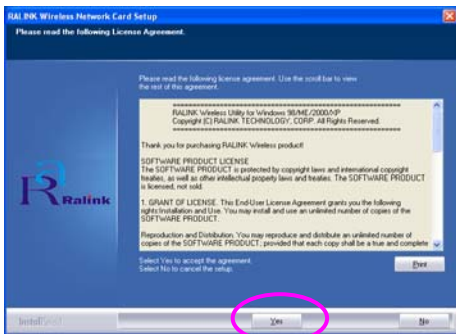 RALINK Wireless Network Card Setup
Please read the following License Agreement.
Please read the following license agreement. Use the scroll bar to view
the rest of this agreement.
RALINK Wireless Utility for Windows 98/ME/2000/XP
Copyright (C) RALINK TECHNOLOGY, CORP. All Rights Reserved.
Thank you for purchasing RALINK Wireless product!
SOFTWARE PRODUCT LICENSE
The SOFTWARE PRODUCT is protected by copyright laws and international copyright
treaties, as well as other intellectual property laws and treaties. The SOFTWARE PRODUCT
is licensed, not sold.
1. GRANT OF LICENSE. This End-User License Agreement grants you the following
rights:Installation and Use. You may install and use an unlimited number of copies of the
SOFTWARE PRODUCT.
Reproduction and Distribution. You may reproduce and distribute an unlimited number of
copies of the SOFTWARE PRODUCT; provided that each copy shall be a true and complete
Ralink
Select Yes to accept the agreement.
Select No to cancel the setup.
Print
InstallShield
Yes
No